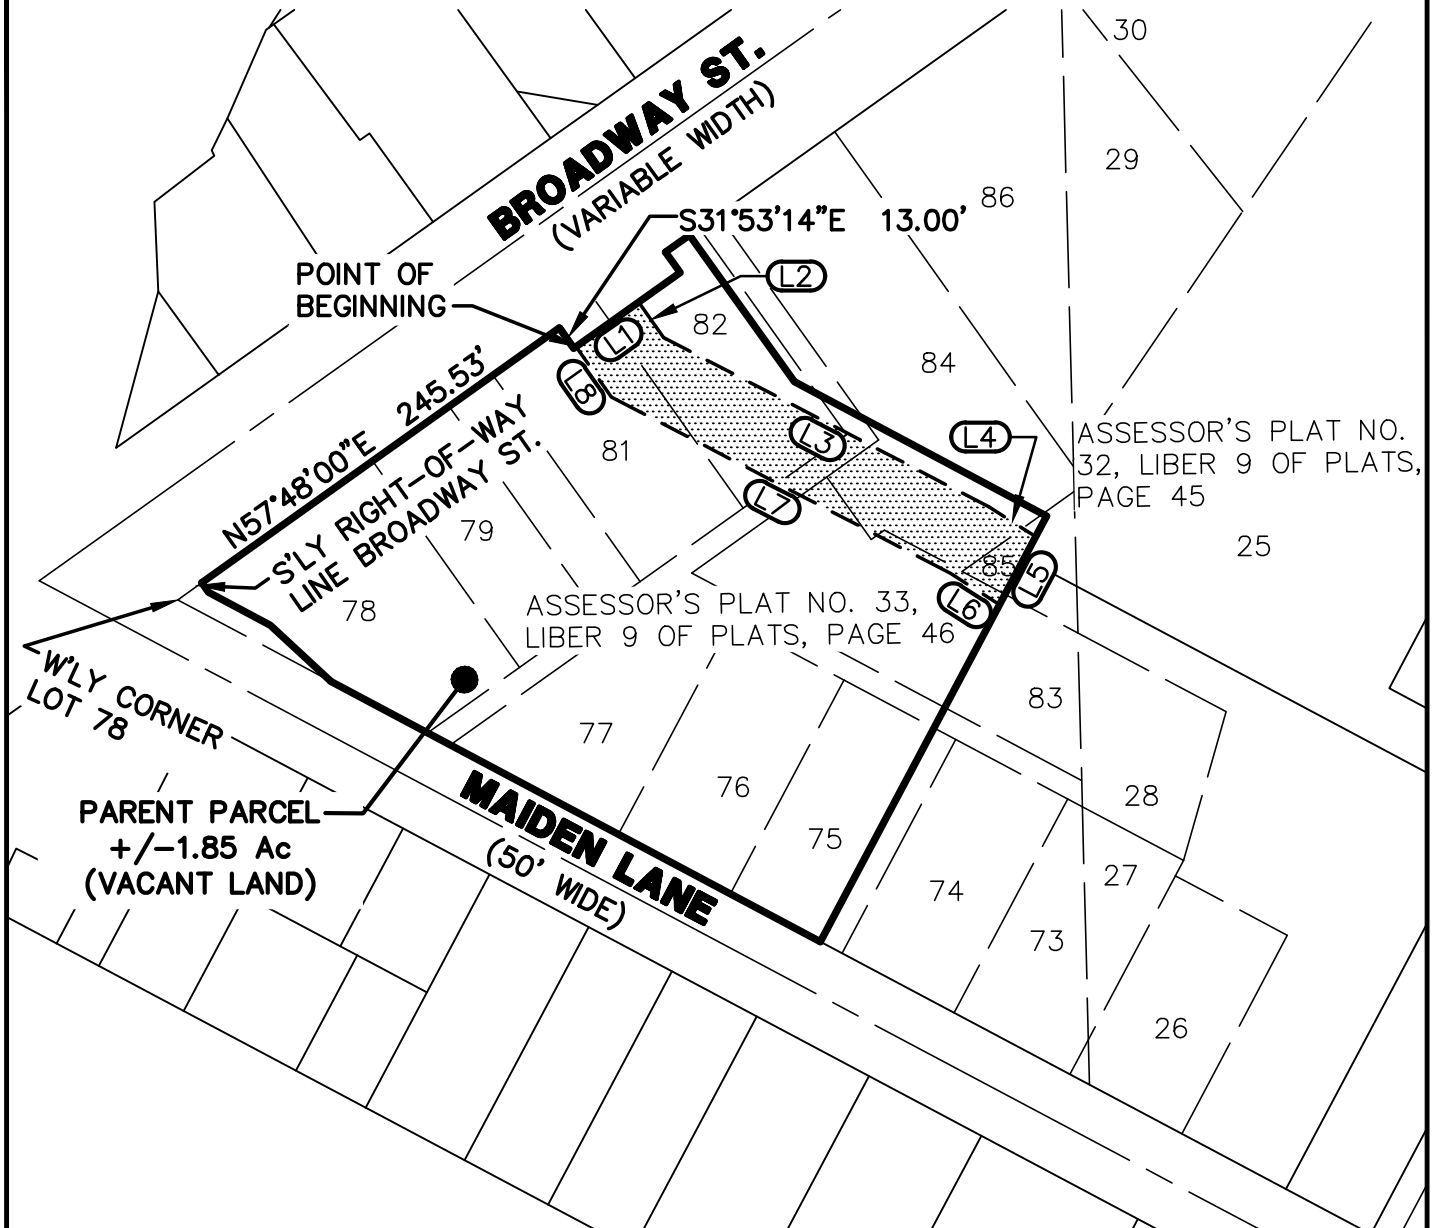 30
BROADWAY ST.
(VARIABLE WIDTH)
29
86
S31°53'14"E 13.00'
POINT OF
BEGINNING
L2
82
L1
84
L8
N57°48'00"E 245.53'
S'LY RIGHT-OF-WAY
LINE BROADWAY ST.
81
L3
L4
ASSESSOR'S PLAT NO.
32, LIBER 9 OF PLATS,
PAGE 45
L7
79
25
85
L5
78
ASSESSOR'S PLAT NO. 33,
LIBER 9 OF PLATS, PAGE 46
L6
W'LY CORNER
LOT 78
83
77
76
28
PARENT PARCEL
+/-1.85 Ac
(VACANT LAND)
MAIDEN LANE
(50' WIDE)
75
74
27
73
26